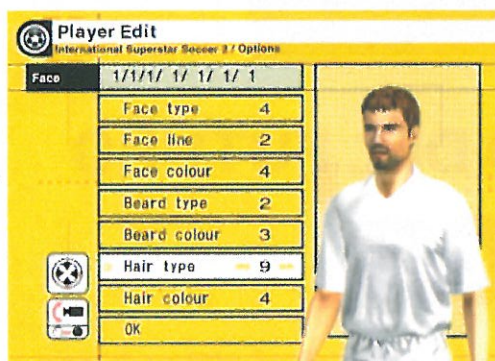 Player Edit
International Superstar Soccer 2 / Options
Face 1/1/1/ 1/ 1/ 1/ 1
Face type 4
Face line 2
Face colour 4
Beard type 2
Beard colour 3
Hair type 9
Hair colour 4
OK